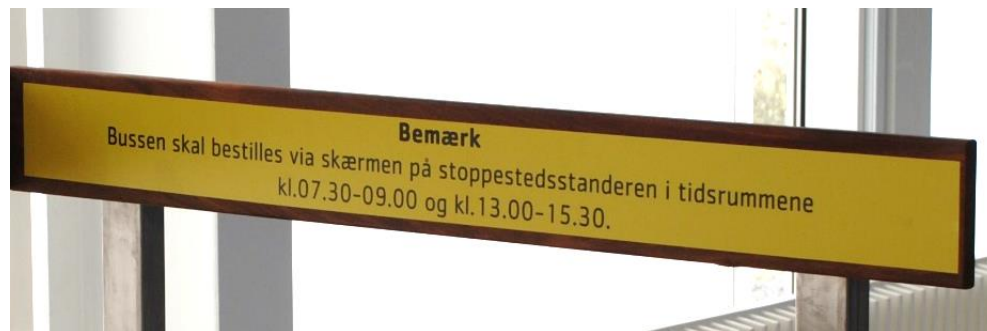 Bemærk
Bussen skal bestilles via skærmen på stoppestedsstanderen i tidsrummene
kl.07.30-09.00 og kl.13.00-15.30.